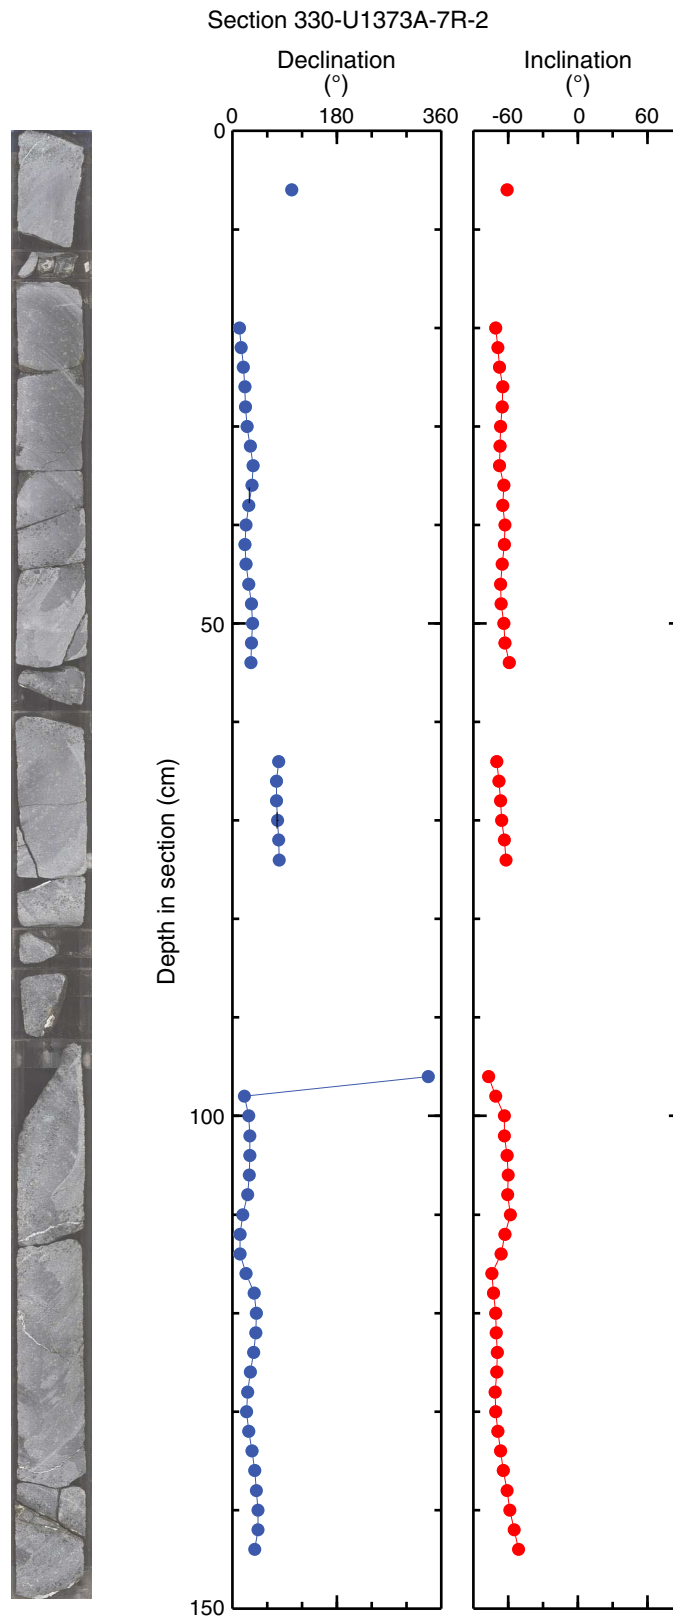 Section 330-U1373A-7R-2
Declination
(°)
Inclination
(°)
0 180 360
-60 0 60
0
50
100
150
Depth in section (cm)